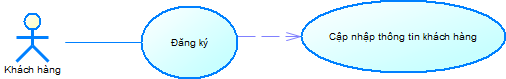 Khách hàng
Đăng ký
Cập nhập thông tin khách hàng